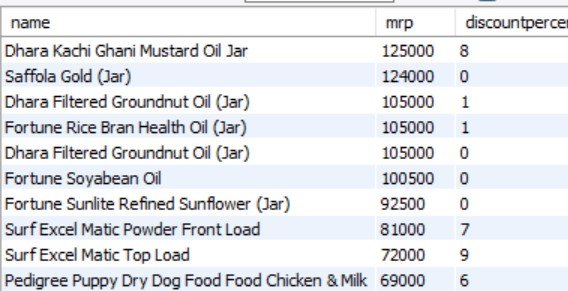 name mrp discountpercer
Dhara Kachi Ghani Mustard Oil Jar 125000 8
Saffola Gold (Jar) 124000 0
Dhara Filtered Groundnut Oil (Jar) 105000 1
Fortune Rice Bran Health Oil (Jar) 105000 1
Dhara Filtered Groundnut Oil (Jar) 105000 0
Fortune Soyabean Oil 100500 0
Fortune Sunlite Refined Sunflower (Jar) 92500 0
Surf Excel Matic Powder Front Load 81000 7
Surf Excel Matic Top Load 72000 9
Pedigree Puppy Dry Dog Food Food Chicken & Milk 69000 6